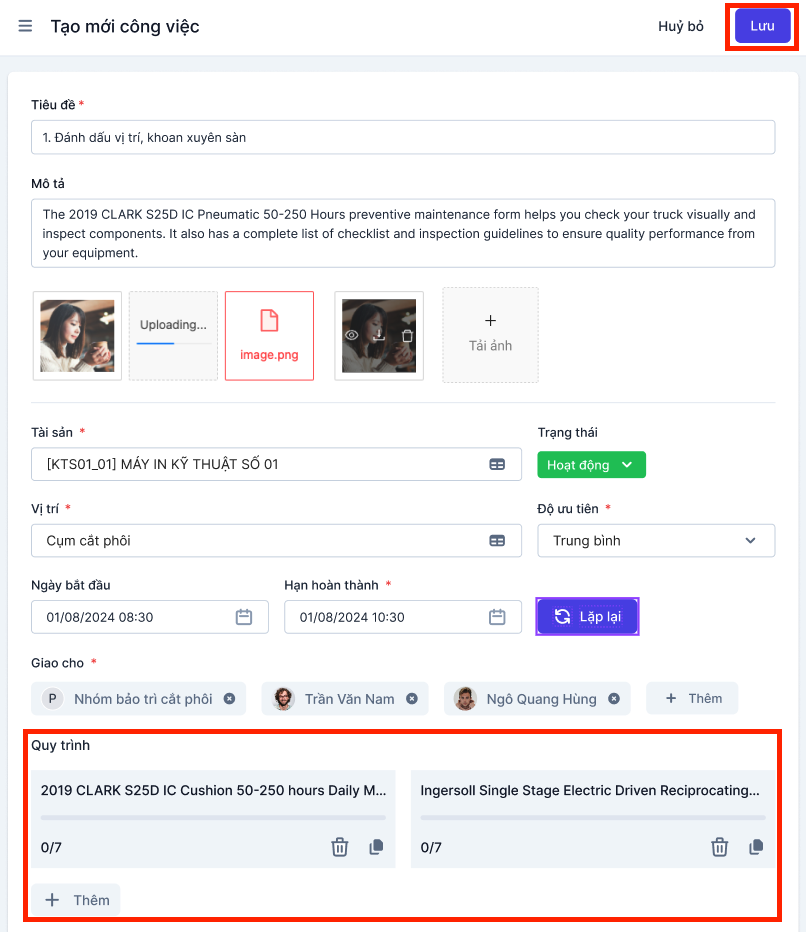 Tạo mới công việc
Huỷ bỏ
Lưu
Tiêu đề *
1. Đánh dấu vị trí, khoan xuyên sàn
Mô tả
The 2019 CLARK S25D IC Pneumatic 50-250 Hours preventive maintenance form helps you check your truck visually and
inspect components. It also has a complete list of checklist and inspection guidelines to ensure quality performance from
your equipment.
Uploading...
image.png
Tải ảnh
Tài sản *
Trạng thái
[KTS01_01] MÁY IN KỸ THUẬT SỐ 01
Hoạt động
Vị trí *
Độ ưu tiên *
Cụm cắt phôi
Trung bình
Ngày bắt đầu
Hạn hoàn thành *
01/08/2024 08:30
01/08/2024 10:30
Lặp lại
Giao cho *
P Nhóm bảo trì cắt phôi
Trần Văn Nam
Ngô Quang Hùng
+ Thêm
Quy trình
2019 CLARK S25D IC Cushion 50-250 hours Daily M...
0/7
Ingersoll Single Stage Electric Driven Reciprocating...
0/7
+ Thêm